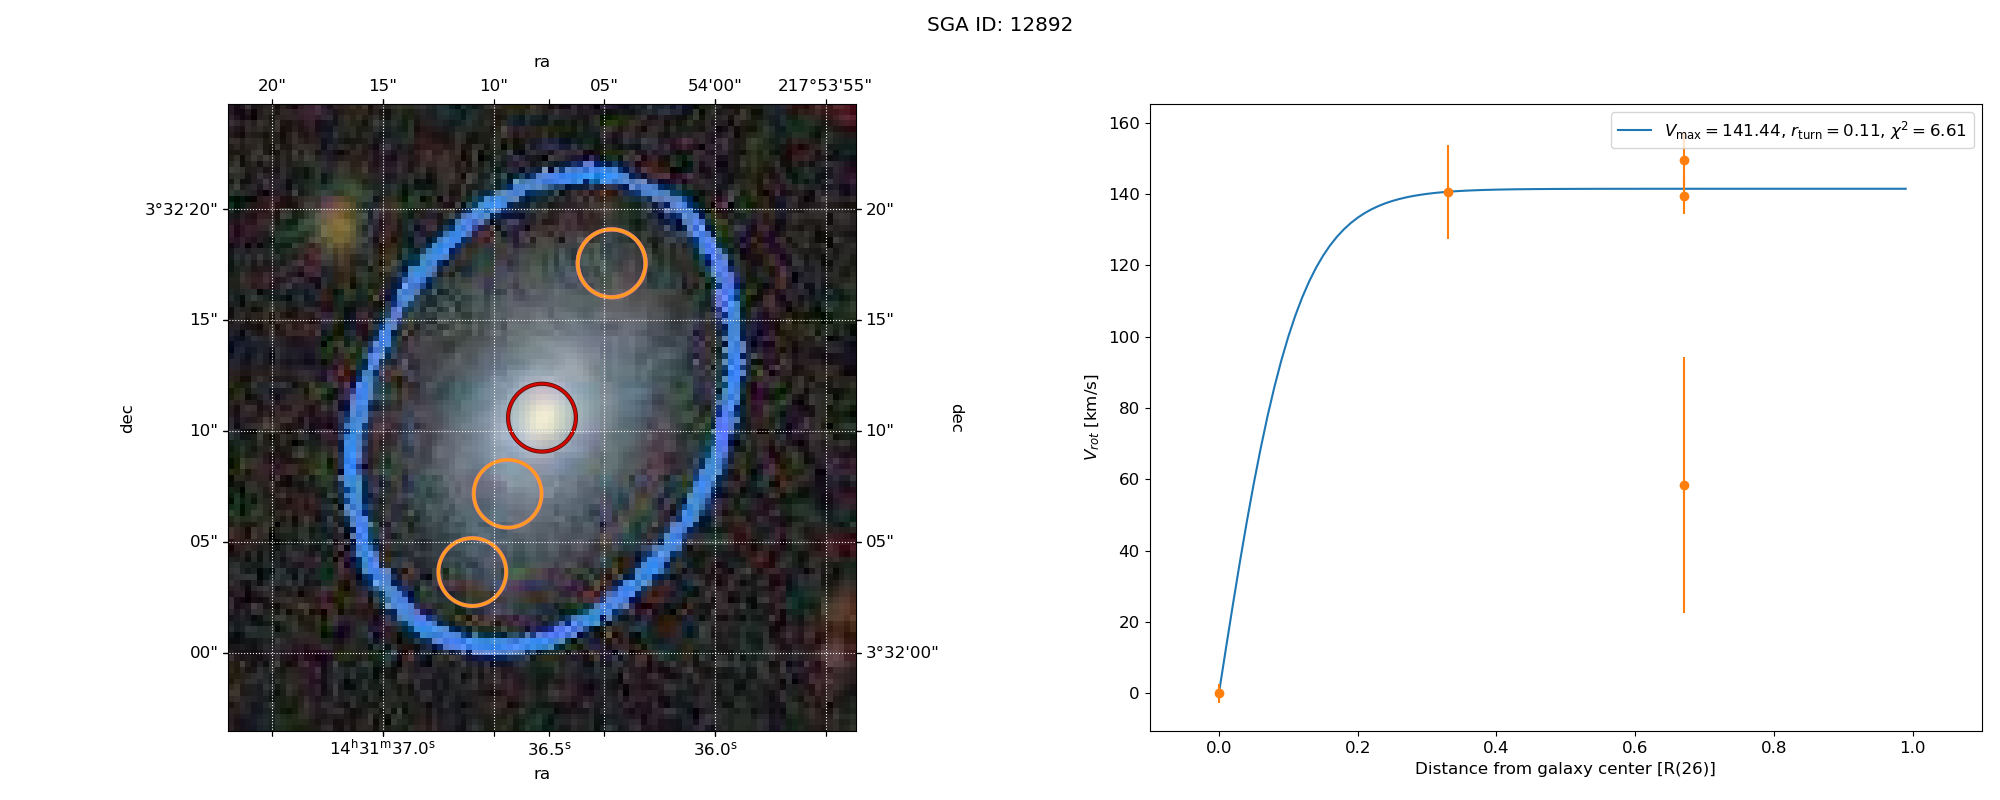 SGA ID: 12892
ra
20" 15" 10" 05" 54'00" 217°53'55"
3°32'20" 20"
15" 15"
dec 10" 10" dec
05" 05"
00" 3°32'00"
14ʰ31ᵐ37.0ˢ 36.5ˢ 36.0ˢ
ra
V_max = 141.44, r_turn = 0.11, χ² = 6.61
160
140
120
100
80
60
40
20
0
V_rot [km/s]
0.0 0.2 0.4 0.6 0.8 1.0
Distance from galaxy center [R(26)]